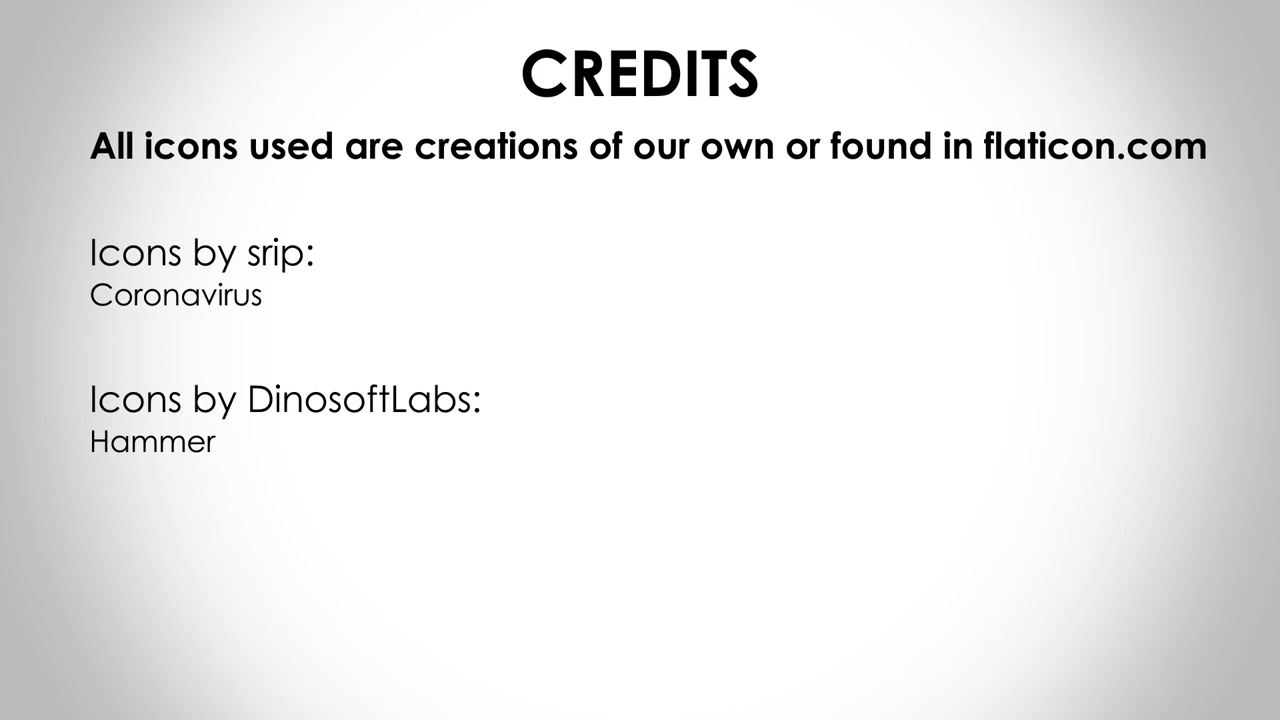 CREDITS
All icons used are creations of our own or found in flaticon.com
Icons by srip:
Coronavirus
Icons by DinosoftLabs:
Hammer